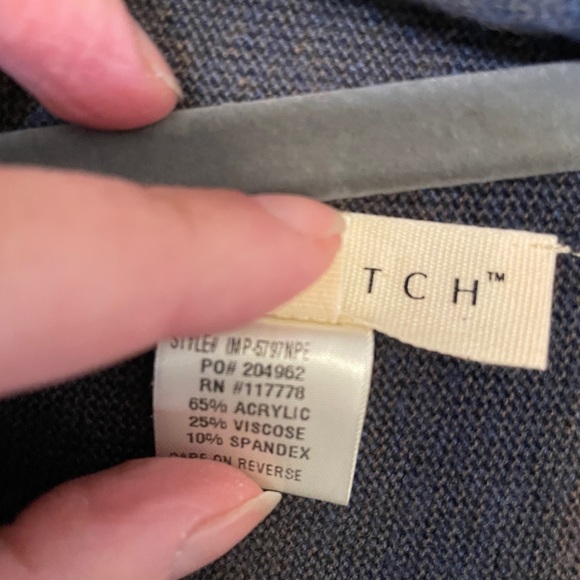 TCH™
STYLE# IMP-5797NPE
PO# 204962
RN #117778
65% ACRYLIC
25% VISCOSE
10% SPANDEX
CARE ON REVERSE